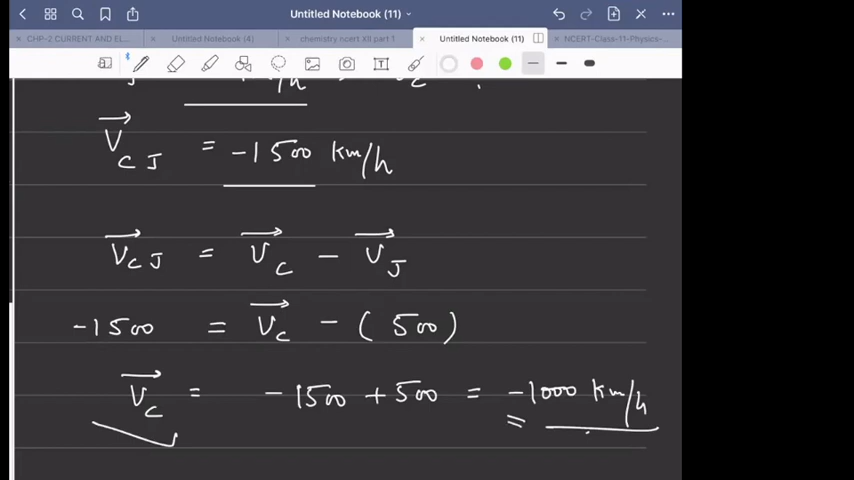 Untitled Notebook (11)
CHP-2 CURRENT AND EL... Untitled Notebook (4) chemistry ncert XII part 1 Untitled Notebook (11) NCERT-Class-11-Physics-...
V CJ = -1500 km/h
V CJ = V C - V J
-1500 = V C - ( 500 )
V C = - 1500 + 500 = -1000 km/h
=